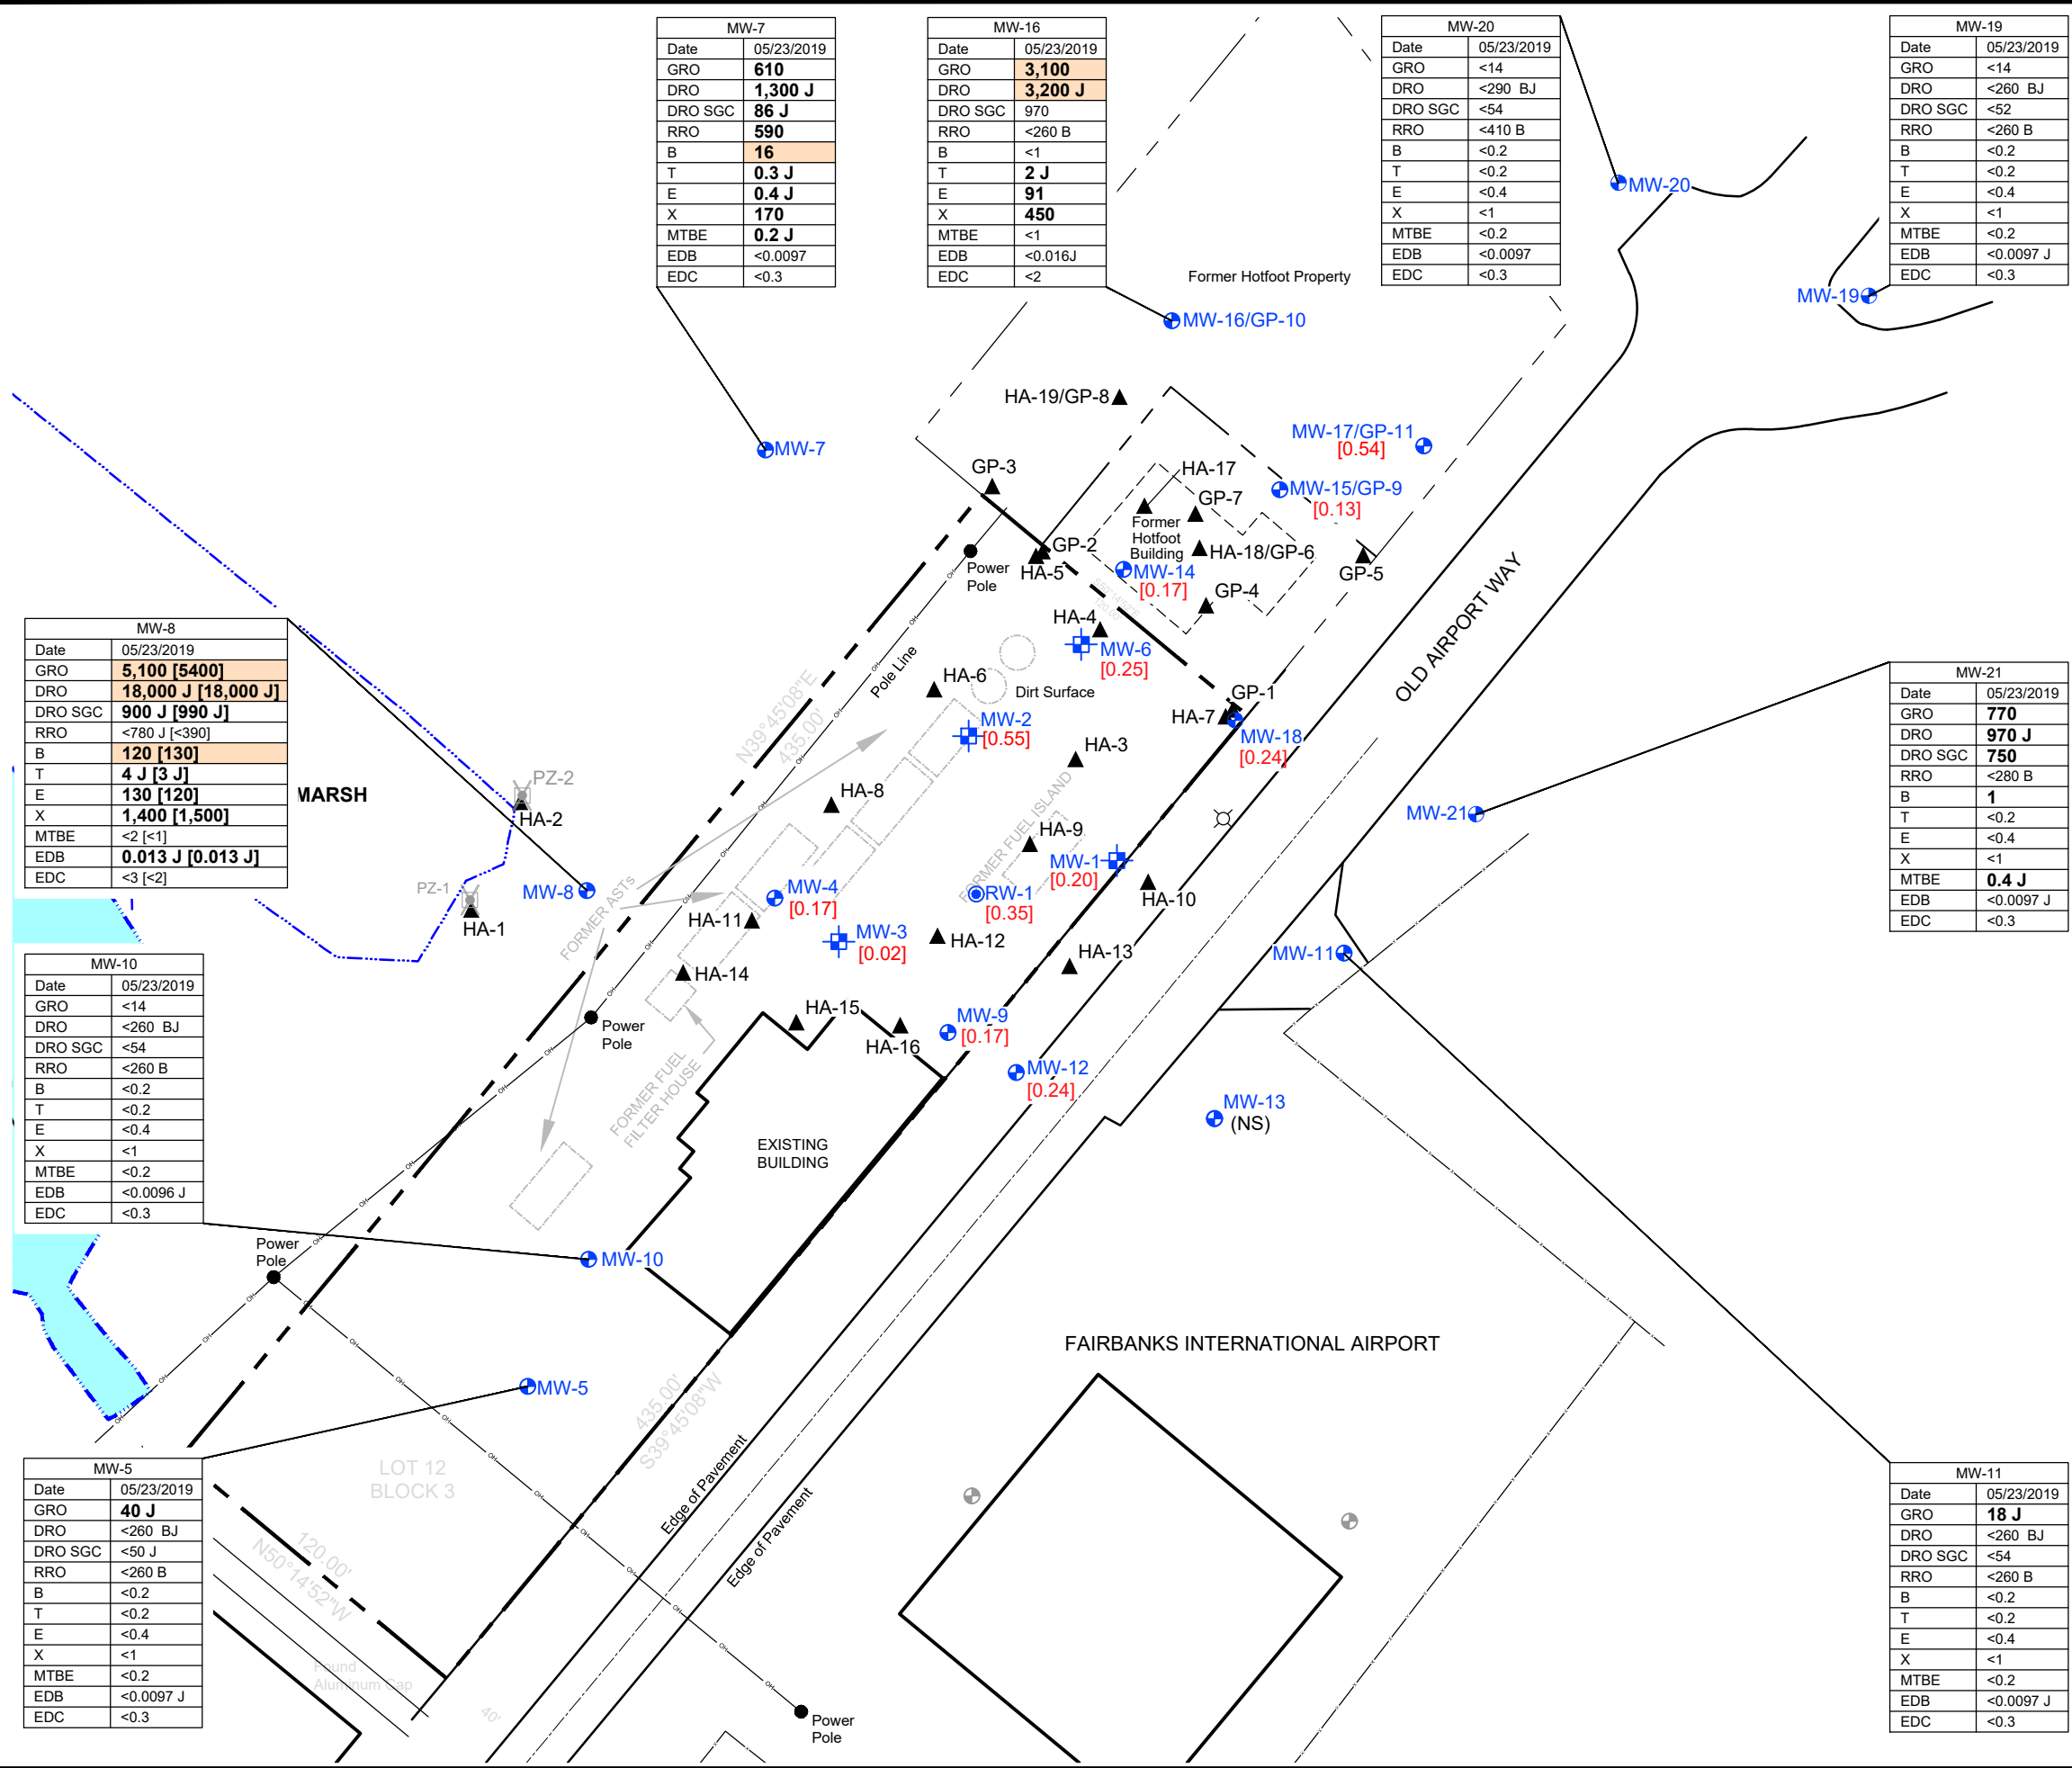 MW-7
Date 05/23/2019
GRO 610
DRO 1,300 J
DRO SGC 86 J
RRO 590
B 16
T 0.3 J
E 0.4 J
X 170
MTBE 0.2 J
EDB <0.0097
EDC <0.3
MW-16
Date 05/23/2019
GRO 3,100
DRO 3,200 J
DRO SGC 970
RRO <260 B
B <1
T 2 J
E 91
X 450
MTBE <1
EDB <0.016J
EDC <2
MW-20
Date 05/23/2019
GRO <14
DRO <290 BJ
DRO SGC <54
RRO <410 B
B <0.2
T <0.2
E <0.4
X <1
MTBE <0.2
EDB <0.0097
EDC <0.3
MW-19
Date 05/23/2019
GRO <14
DRO <260 BJ
DRO SGC <52
RRO <260 B
B <0.2
T <0.2
E <0.4
X <1
MTBE <0.2
EDB <0.0097 J
EDC <0.3
MW-20
Former Hotfoot Property
MW-19
MW-16/GP-10
HA-19/GP-8
MW-7
MW-17/GP-11
[0.54]
GP-3
HA-17
MW-15/GP-9
[0.13]
GP-7
Former
Hotfoot
Building
GP-2
HA-18/GP-6
HA-5
GP-5
Power
Pole
MW-14
[0.17]
GP-4
HA-4
MW-6
[0.25]
OLD AIRPORT WAY
Pole Line
HA-6
Dirt Surface
N39°45'08"E
435.00'
GP-1
HA-7
MW-2
[0.55]
MW-18
[0.24]
HA-3
MW-8
Date 05/23/2019
GRO 5,100 [5400]
DRO 18,000 J [18,000 J]
DRO SGC 900 J [990 J]
RRO <780 J [<390]
B 120 [130]
T 4 J [3 J]
E 130 [120]
X 1,400 [1,500]
MTBE <2 [<1]
EDB 0.013 J [0.013 J]
EDC <3 [<2]
MARSH
PZ-2
HA-2
HA-8
FORMER FUEL ISLAND
HA-9
MW-1
[0.20]
MW-21
MW-21
Date 05/23/2019
GRO 770
DRO 970 J
DRO SGC 750
RRO <280 B
B 1
T <0.2
E <0.4
X <1
MTBE 0.4 J
EDB <0.0097 J
EDC <0.3
PZ-1
HA-1
MW-8
FORMER ASTs
MW-4
[0.17]
HA-11
RW-1
[0.35]
HA-10
MW-3
[0.02]
HA-12
HA-13
MW-11
HA-14
HA-15
HA-16
MW-9
[0.17]
Power
Pole
MW-12
[0.24]
FORMER FUEL
FILTER HOUSE
MW-13
(NS)
EXISTING
BUILDING
MW-10
Date 05/23/2019
GRO <14
DRO <260 BJ
DRO SGC <54
RRO <260 B
B <0.2
T <0.2
E <0.4
X <1
MTBE <0.2
EDB <0.0096 J
EDC <0.3
Power
Pole
MW-10
FAIRBANKS INTERNATIONAL AIRPORT
MW-5
435.00'
S39°45'08"W
LOT 12
BLOCK 3
Edge of Pavement
Edge of Pavement
MW-5
Date 05/23/2019
GRO 40 J
DRO <260 BJ
DRO SGC <50 J
RRO <260 B
B <0.2
T <0.2
E <0.4
X <1
MTBE <0.2
EDB <0.0097 J
EDC <0.3
120.00'
N50°14'52"W
Found
Aluminum Cap
40'
Power
Pole
MW-11
Date 05/23/2019
GRO 18 J
DRO <260 BJ
DRO SGC <54
RRO <260 B
B <0.2
T <0.2
E <0.4
X <1
MTBE <0.2
EDB <0.0097 J
EDC <0.3